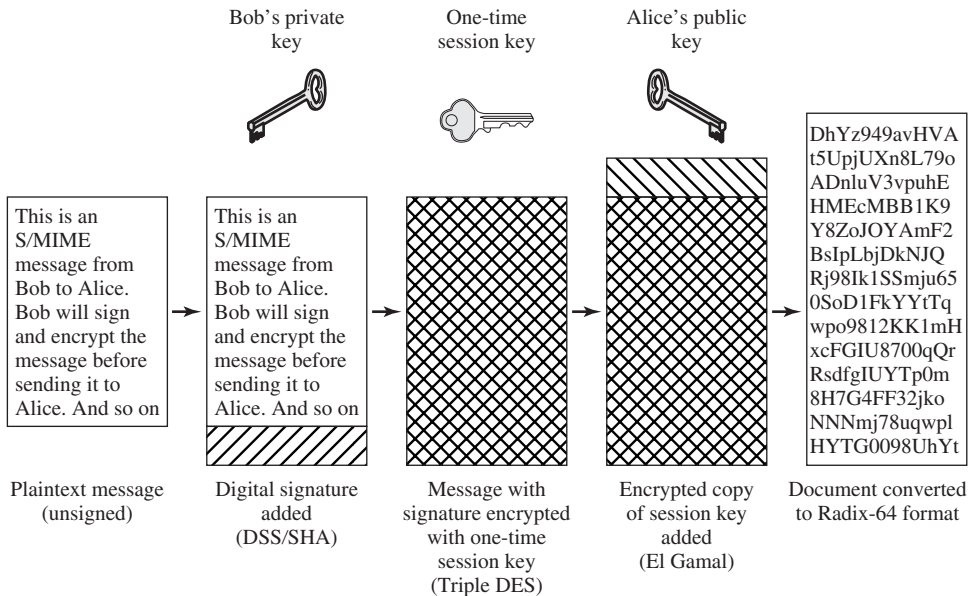 Bob's private
key
One-time
session key
Alice's public
key
This is an
S/MIME
message from
Bob to Alice.
Bob will sign
and encrypt the
message before
sending it to
Alice. And so on
This is an
S/MIME
message from
Bob to Alice.
Bob will sign
and encrypt the
message before
sending it to
Alice. And so on
DhYz949avHVA
t5UpjUXn8L79o
ADnluV3vpuhE
HMEcMBB1K9
Y8ZoJOYAmF2
BsIpLbjDkNJQ
Rj98Ik1SSmju65
0SoD1FkYYtTq
wpo9812KK1mH
xcFGIU8700qQr
RsdfgIUYTp0m
8H7G4FF32jko
NNNmj78uqwpl
HYTG0098UhYt
Plaintext message
(unsigned)
Digital signature
added
(DSS/SHA)
Message with
signature encrypted
with one-time
session key
(Triple DES)
Encrypted copy
of session key
added
(El Gamal)
Document converted
to Radix-64 format